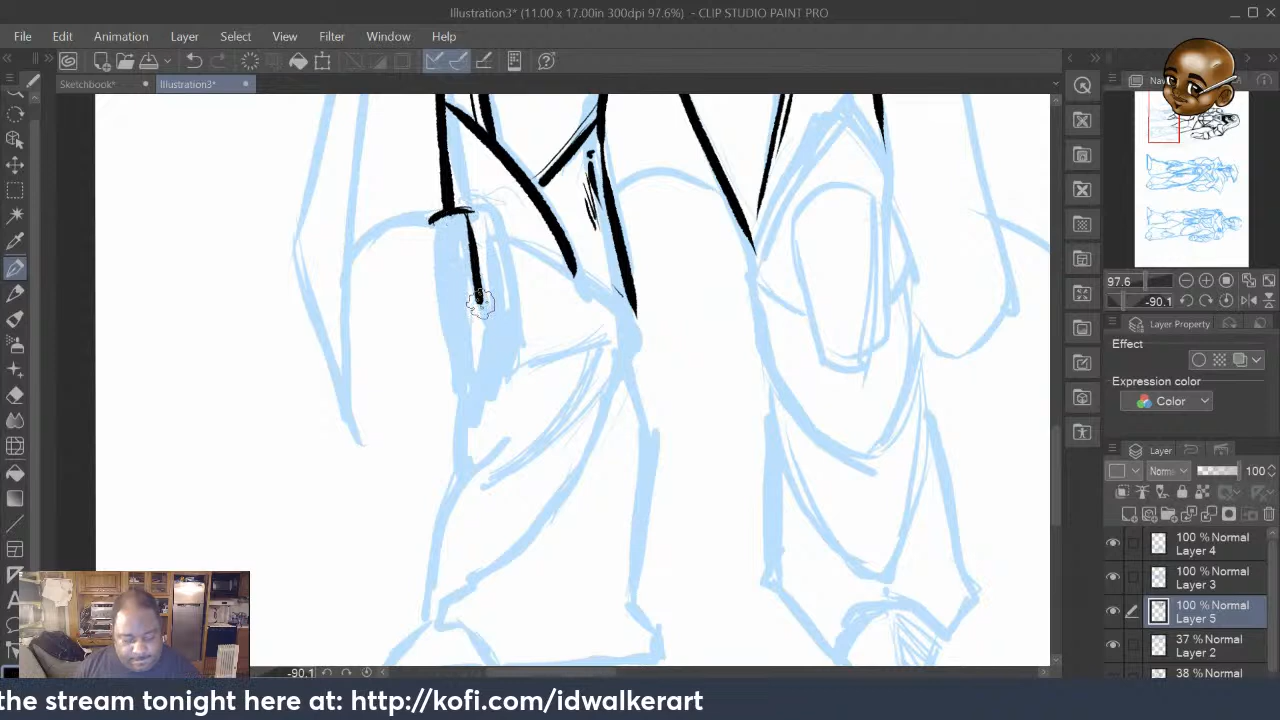 Illustration3* (11.00 x 17.00in 300dpi 97.6%) - CLIP STUDIO PAINT PRO
File Edit Animation Layer Select View Filter Window Help
Sketchbook* Illustration3*
97.6
-90.1
Layer Property
Effect
Expression color
Color
Layer
Norm 100
100 % Normal
Layer 4
100 % Normal
Layer 3
100 % Normal
Layer 5
37 % Normal
Layer 2
38 % Normal
-90.1
the stream tonight here at: http://kofi.com/idwalkerart